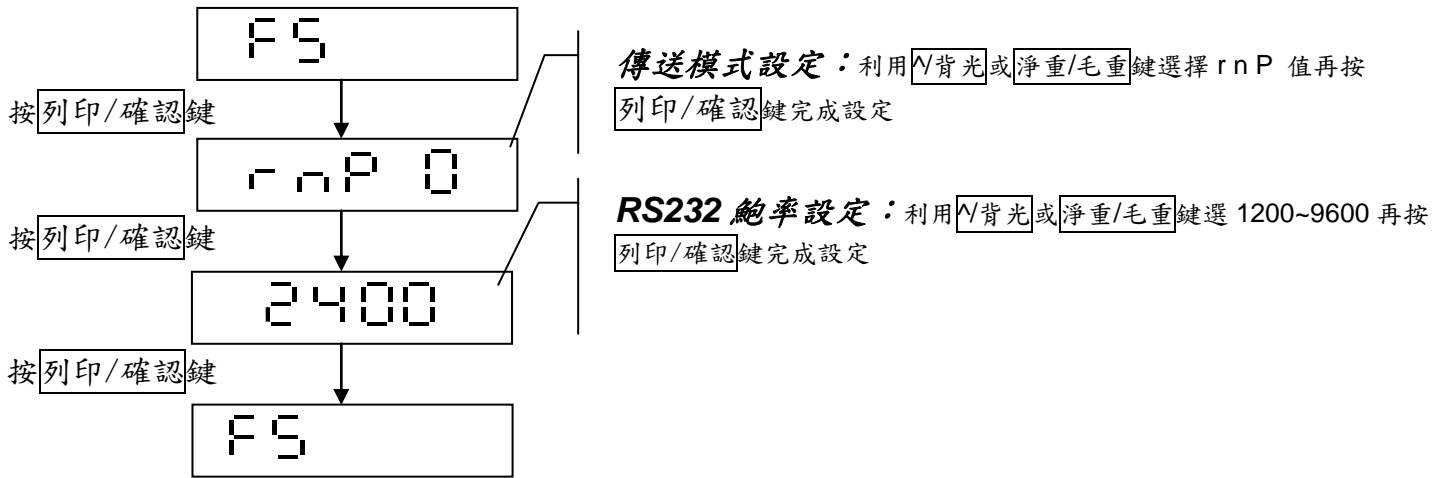 FS
傳送模式設定：利用^/背光或淨重/毛重鍵選擇 r n P 值再按
列印/確認鍵完成設定
按列印/確認鍵
rnP 0
RS232 鮑率設定：利用^/背光或淨重/毛重鍵選 1200~9600 再按
列印/確認鍵完成設定
按列印/確認鍵
2400
按列印/確認鍵
FS